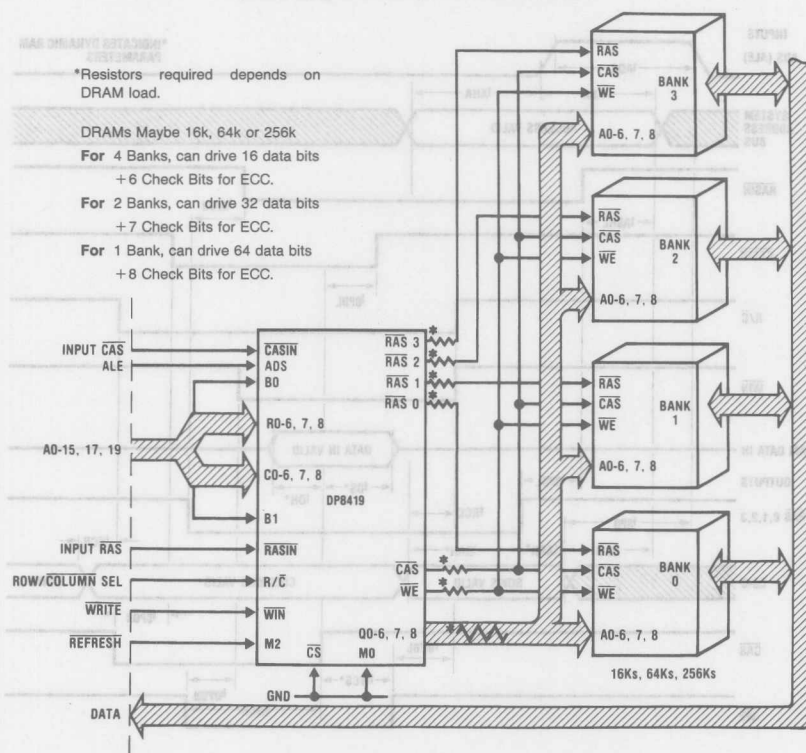 *Resistors required depends on
DRAM load.
DRAMs Maybe 16k, 64k or 256k
For 4 Banks, can drive 16 data bits
+6 Check Bits for ECC.
For 2 Banks, can drive 32 data bits
+7 Check Bits for ECC.
For 1 Bank, can drive 64 data bits
+8 Check Bits for ECC.
RAS
CAS
WE
A0-6, 7, 8
BANK
3
RAS
CAS
WE
A0-6, 7, 8
BANK
2
RAS
CAS
WE
A0-6, 7, 8
BANK
1
RAS
CAS
WE
A0-6, 7, 8
BANK
0
16Ks, 64Ks, 256Ks
INPUT CAS
ALE
A0-15, 17, 19
INPUT RAS
ROW/COLUMN SEL
WRITE
REFRESH
DATA
CASIN
ADS
B0
R0-6, 7, 8
C0-6, 7, 8
DP8419
B1
RASIN
R/C
WIN
M2
CS
M0
GND
RAS 3
*
RAS 2
*
RAS 1
*
RAS 0
*
CAS
*
WE
*
Q0-6, 7, 8
*